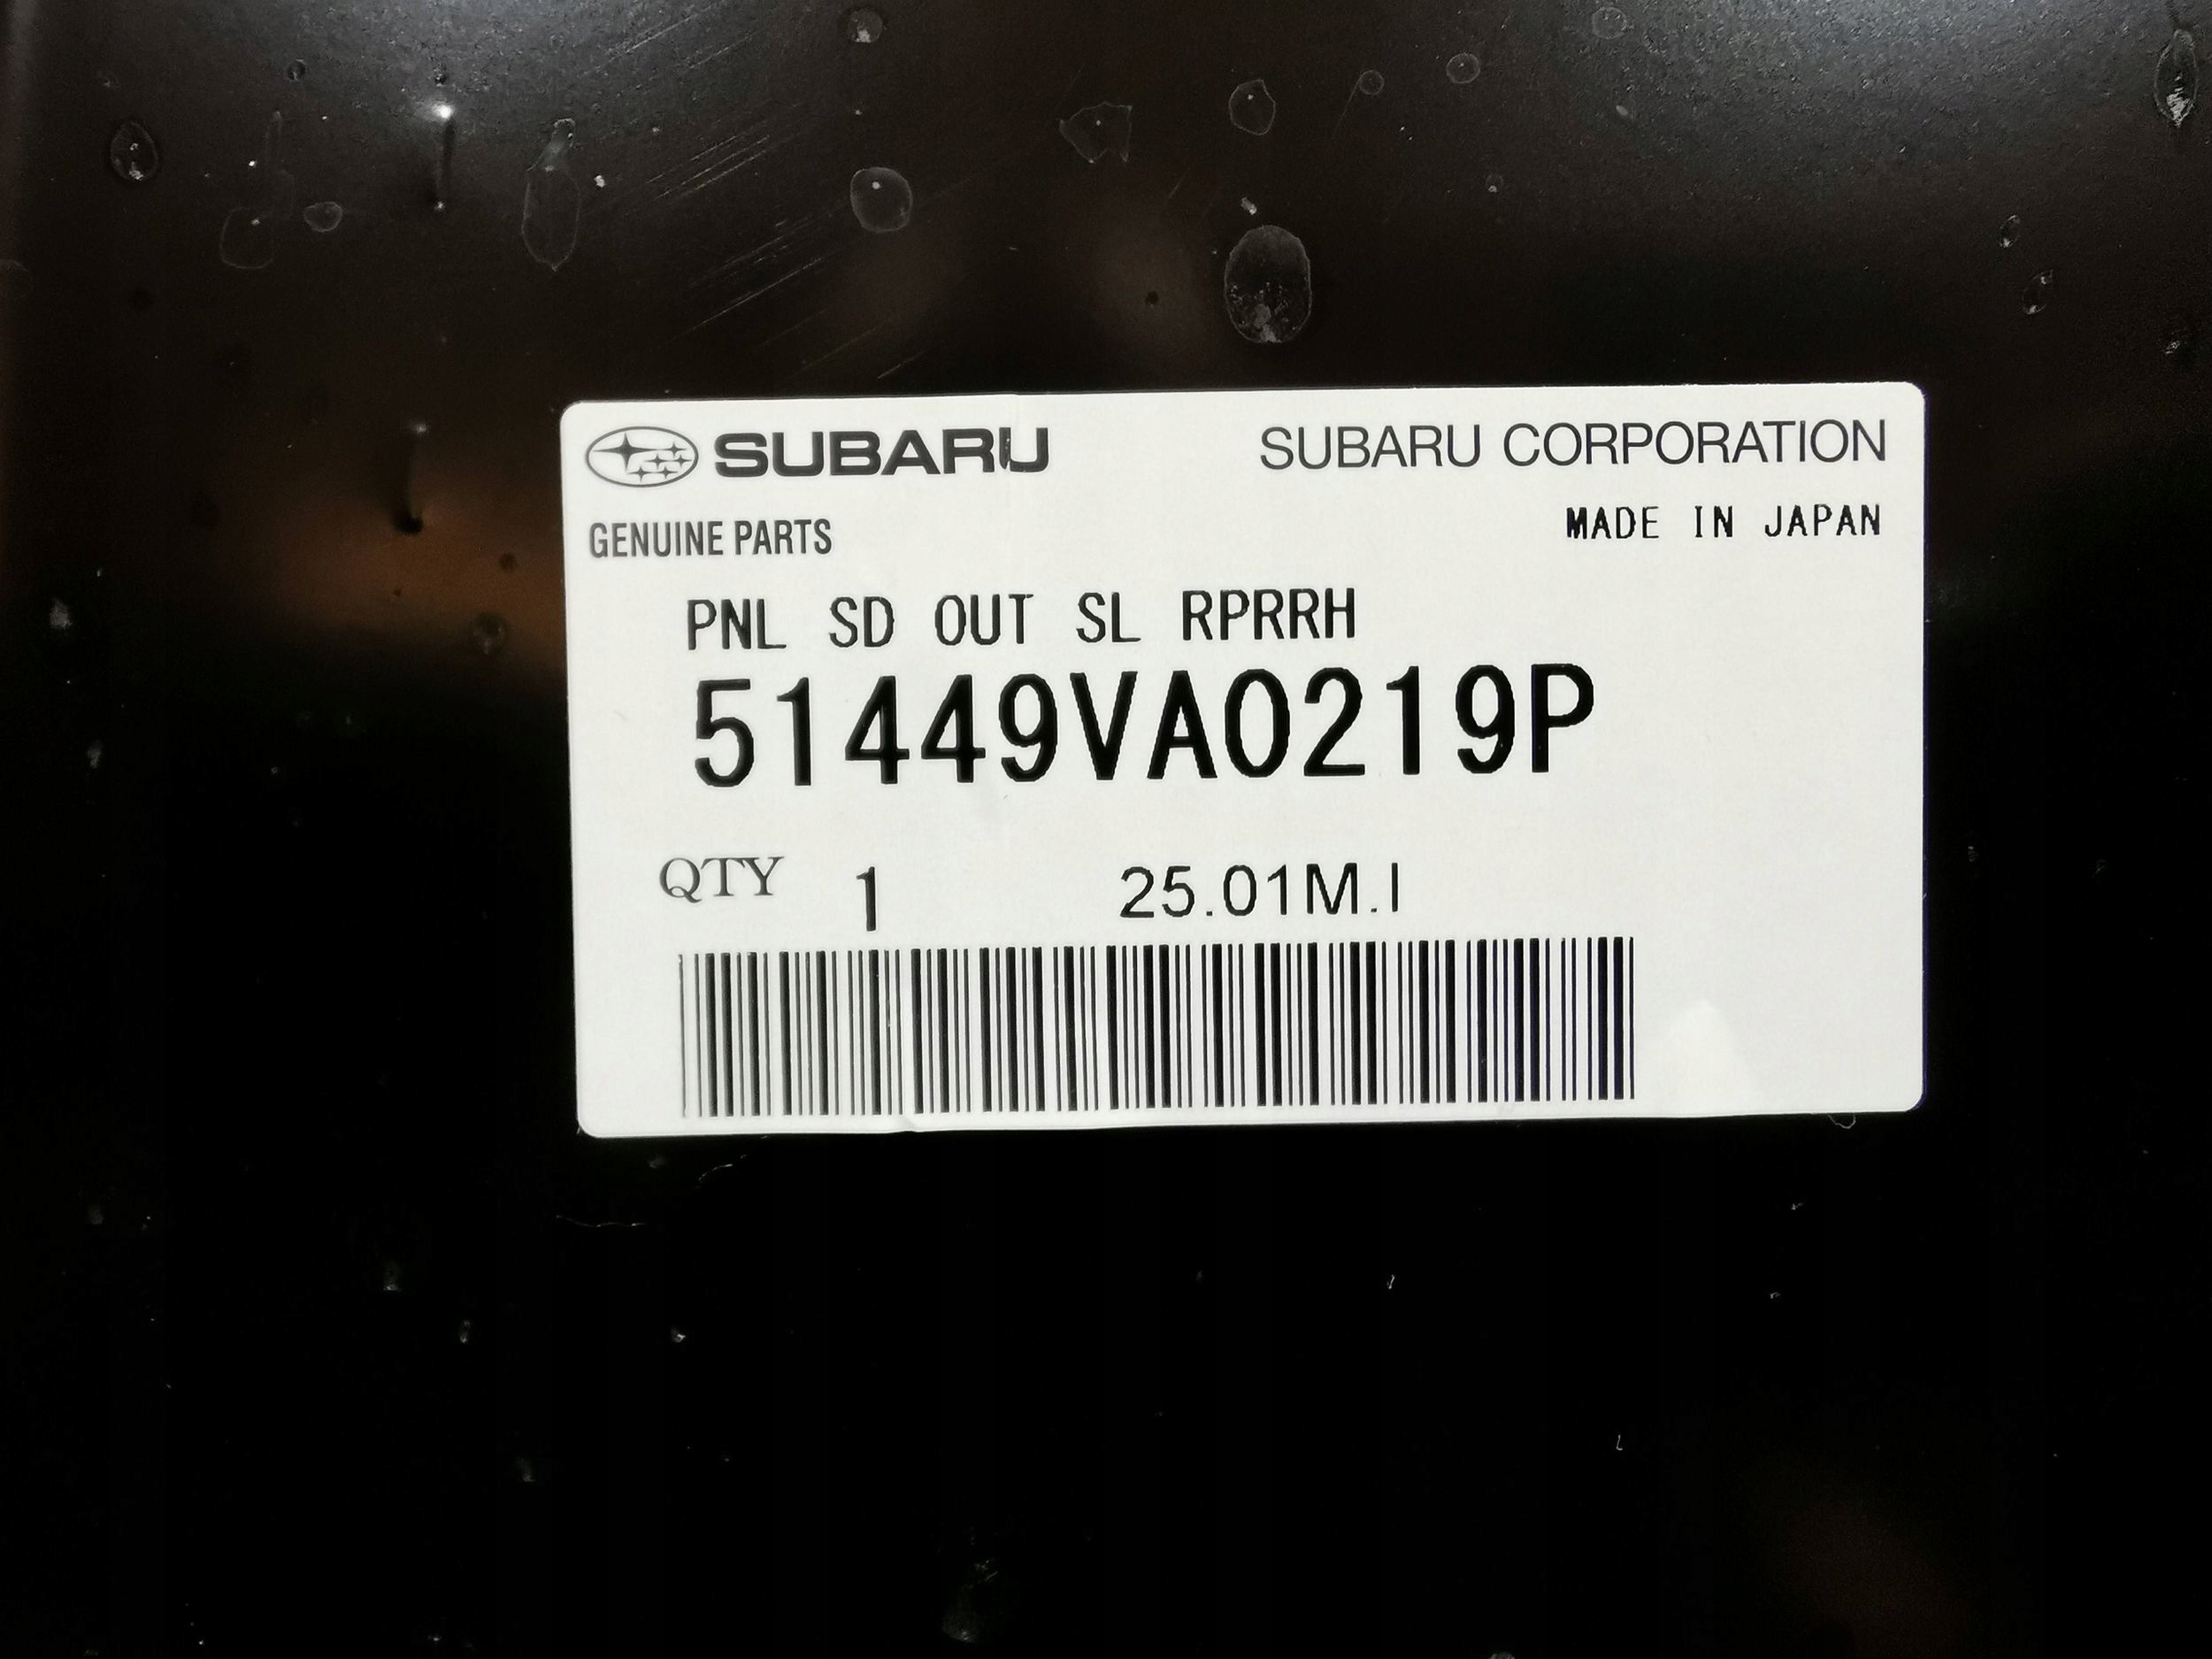 SUBARU SUBARU CORPORATION
GENUINE PARTS MADE IN JAPAN
PNL SD OUT SL RPRRH
51449VA0219P
QTY 1 25.01M.I